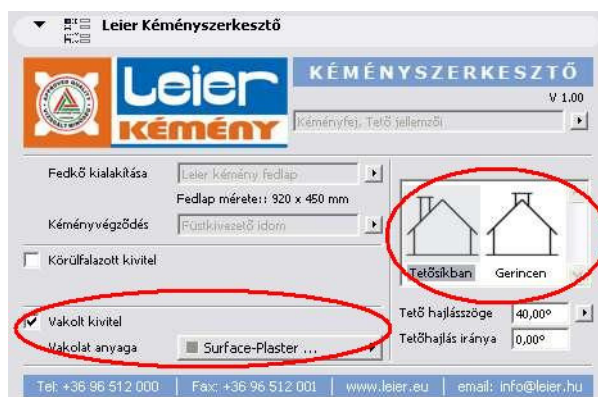 Leier Kéményszerkesztő
Leier
KÉMÉNY
KÉMÉNYSZERKESZTŐ
V 1.00
Kéményfej, Tető jellemzői
Fedkő kialakítása
Leier kémény fedlap
Fedlap mérete:: 920 x 450 mm
Kéményvégződés
Füstkivezető idom
Körülfalazott kivitel
Tetősíkban
Gerincen
Vakolt kivitel
Vakolat anyaga
Surface-Plaster ...
Tető hajlásszöge
40,00°
Tetőhajlás iránya
0,00°
Tel: +36 96 512 000 | Fax: +36 96 512 001 | www.leier.eu | email: info@leier.hu